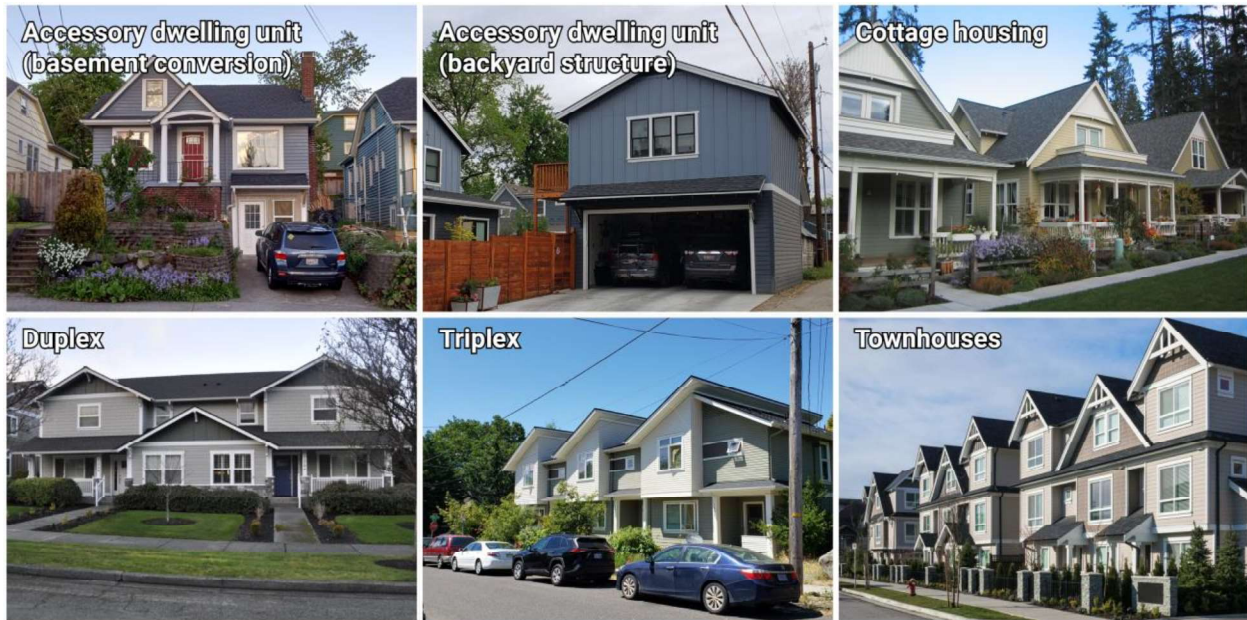 Accessory dwelling unit
(basement conversion)
Accessory dwelling unit
(backyard structure)
Cottage housing
Duplex
Triplex
Townhouses